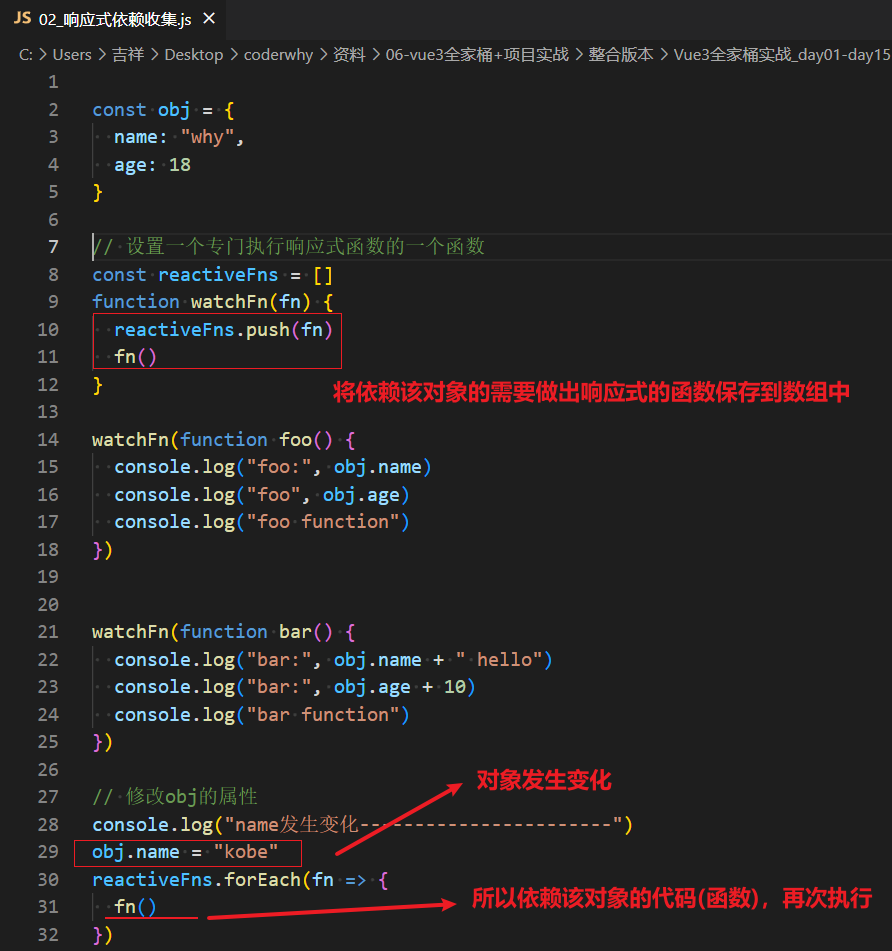 JS 02_响应式依赖收集.js ×
C: > Users > 吉祥 > Desktop > coderwhy > 资料 > 06-vue3全家桶+项目实战 > 整合版本 > Vue3全家桶实战_day01-day15
1
2 const obj = {
3 name: "why",
4 age: 18
5 }
6
7 // 设置一个专门执行响应式函数的一个函数
8 const reactiveFns = []
9 function watchFn(fn) {
10 reactiveFns.push(fn)
11 fn()
12 }
将依赖该对象的需要做出响应式的函数保存到数组中
13
14 watchFn(function foo() {
15 console.log("foo:", obj.name)
16 console.log("foo", obj.age)
17 console.log("foo function")
18 })
19
20
21 watchFn(function bar() {
22 console.log("bar:", obj.name + " hello")
23 console.log("bar:", obj.age + 10)
24 console.log("bar function")
25 })
26
对象发生变化
27 // 修改obj的属性
28 console.log("name发生变化-----------------------")
29 obj.name = "kobe"
30 reactiveFns.forEach(fn => {
31 fn()
所以依赖该对象的代码(函数)，再次执行
32 })